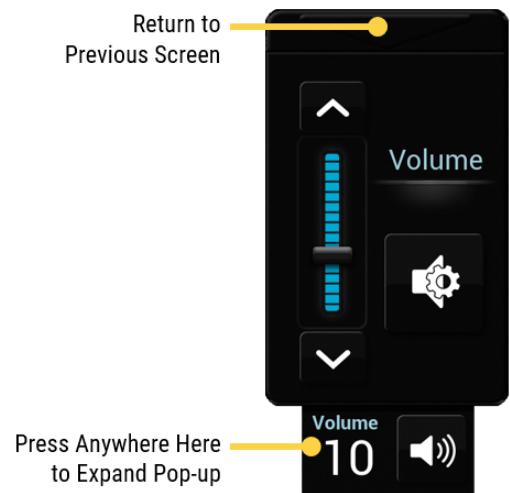 Return to
Previous Screen
Volume
Volume
10
Press Anywhere Here
to Expand Pop-up